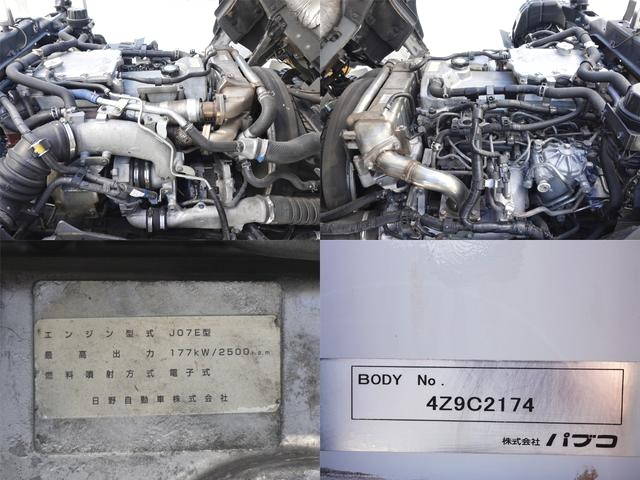 エンジン型式 J07E型
最高出力 177kW/2500r.p.m
燃料噴射方式 電子式
日野自動車株式会社
BODY No.
4Z9C2174
株式会社 パブコ